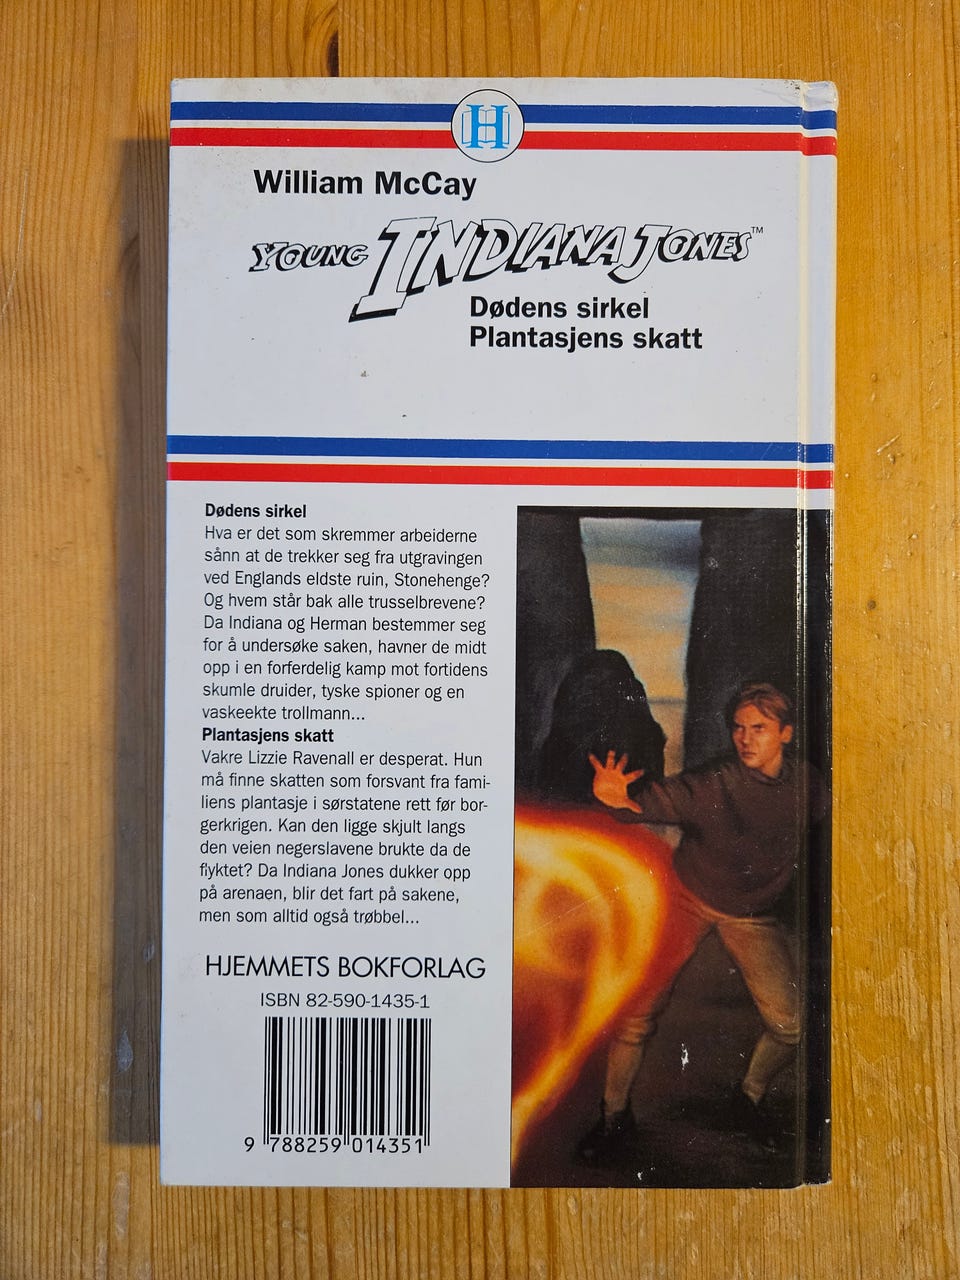 H
William McCay
YOUNG INDIANA JONES™
Dødens sirkel
Plantasjens skatt
Dødens sirkel
Hva er det som skremmer arbeiderne
sånn at de trekker seg fra utgravingen
ved Englands eldste ruin, Stonehenge?
Og hvem står bak alle trusselbrevene?
Da Indiana og Herman bestemmer seg
for å undersøke saken, havner de midt
opp i en forferdelig kamp mot fortidens
skumle druider, tyske spioner og en
vaskeekte trollmann...
Plantasjens skatt
Vakre Lizzie Ravenall er desperat. Hun
må finne skatten som forsvant fra fami-
liens plantasje i sørstatene rett før bor-
gerkrigen. Kan den ligge skjult langs
den veien negerslavene brukte da de
flyktet? Da Indiana Jones dukker opp
på arenaen, blir det fart på sakene,
men som alltid også trøbbel...
HJEMMETS BOKFORLAG
ISBN 82-590-1435-1
9 788259 014351